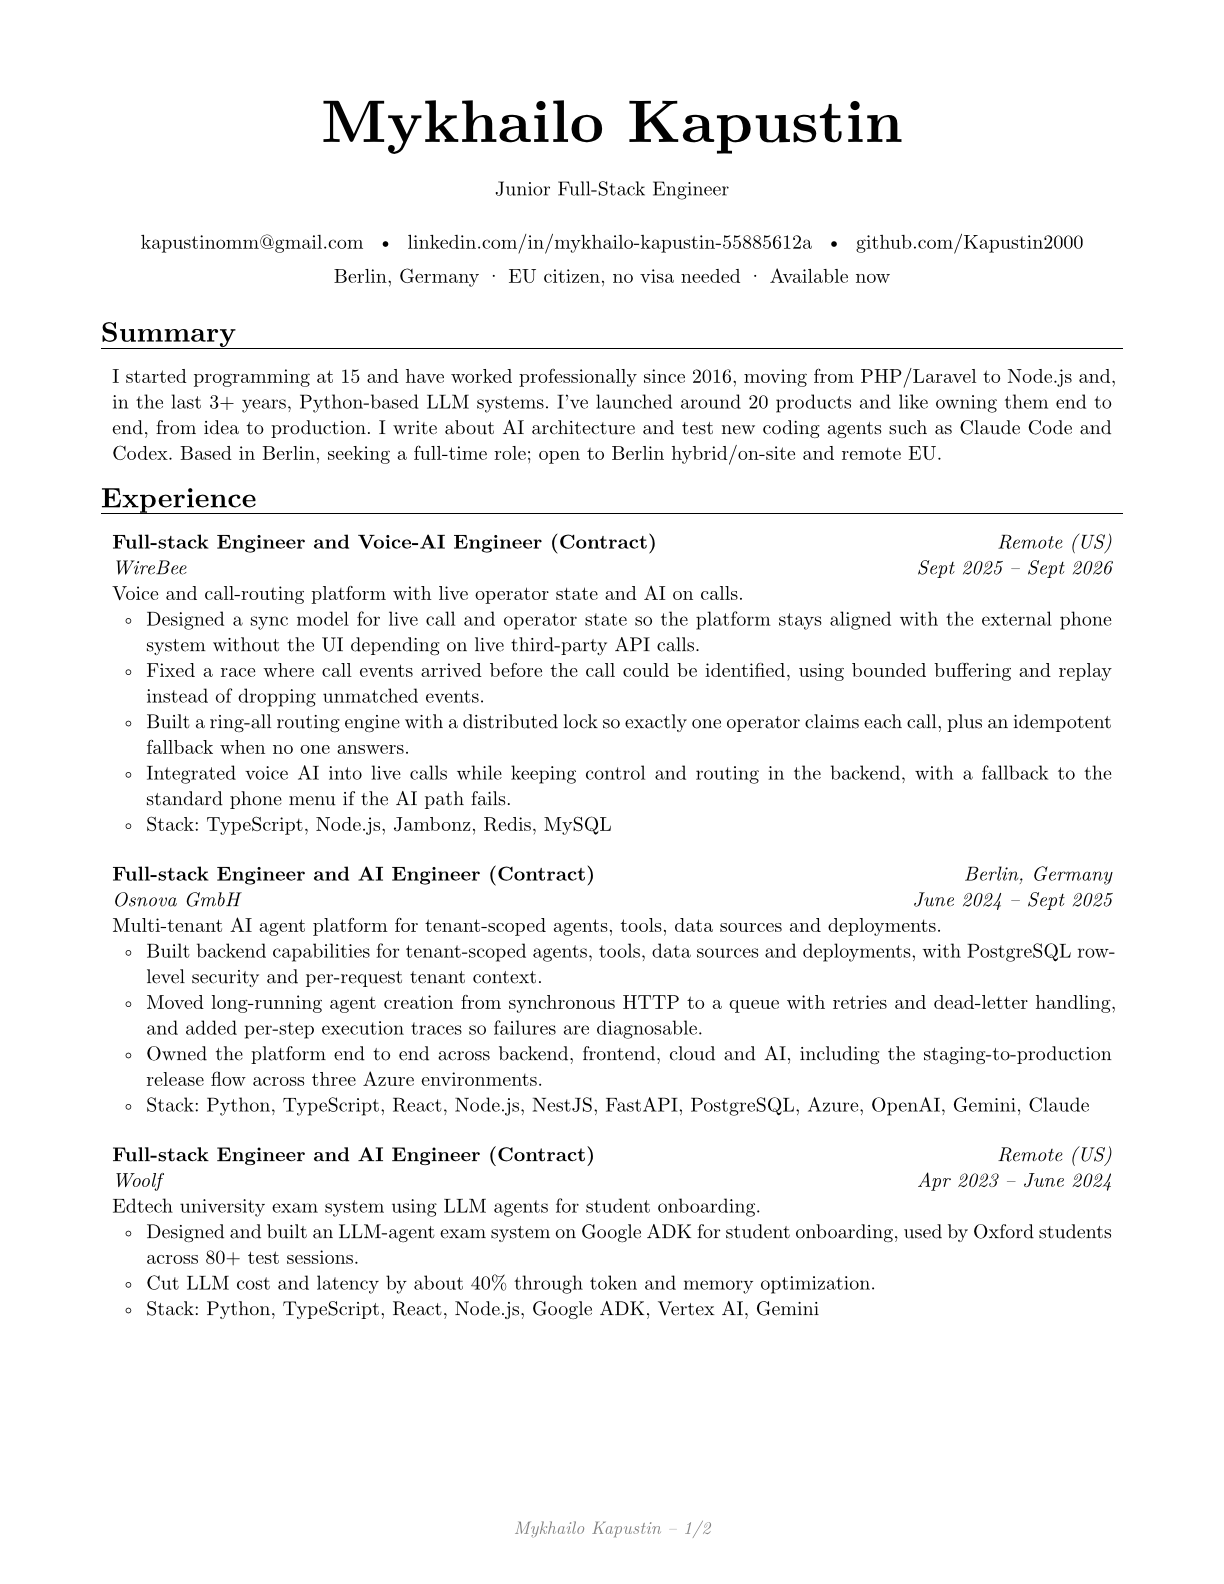 Mykhailo Kapustin
Junior Full-Stack Engineer
kapustinomm@gmail.com • linkedin.com/in/mykhailo-kapustin-55885612a • github.com/Kapustin2000
Berlin, Germany · EU citizen, no visa needed · Available now
Summary
I started programming at 15 and have worked professionally since 2016, moving from PHP/Laravel to Node.js and,
in the last 3+ years, Python-based LLM systems. I've launched around 20 products and like owning them end to
end, from idea to production. I write about AI architecture and test new coding agents such as Claude Code and
Codex. Based in Berlin, seeking a full-time role; open to Berlin hybrid/on-site and remote EU.
Experience
Full-stack Engineer and Voice-AI Engineer (Contract) Remote (US)
WireBee Sept 2025 – Sept 2026
Voice and call-routing platform with live operator state and AI on calls.
◦ Designed a sync model for live call and operator state so the platform stays aligned with the external phone
system without the UI depending on live third-party API calls.
◦ Fixed a race where call events arrived before the call could be identified, using bounded buffering and replay
instead of dropping unmatched events.
◦ Built a ring-all routing engine with a distributed lock so exactly one operator claims each call, plus an idempotent
fallback when no one answers.
◦ Integrated voice AI into live calls while keeping control and routing in the backend, with a fallback to the
standard phone menu if the AI path fails.
◦ Stack: TypeScript, Node.js, Jambonz, Redis, MySQL
Full-stack Engineer and AI Engineer (Contract) Berlin, Germany
Osnova GmbH June 2024 – Sept 2025
Multi-tenant AI agent platform for tenant-scoped agents, tools, data sources and deployments.
◦ Built backend capabilities for tenant-scoped agents, tools, data sources and deployments, with PostgreSQL row-
level security and per-request tenant context.
◦ Moved long-running agent creation from synchronous HTTP to a queue with retries and dead-letter handling,
and added per-step execution traces so failures are diagnosable.
◦ Owned the platform end to end across backend, frontend, cloud and AI, including the staging-to-production
release flow across three Azure environments.
◦ Stack: Python, TypeScript, React, Node.js, NestJS, FastAPI, PostgreSQL, Azure, OpenAI, Gemini, Claude
Full-stack Engineer and AI Engineer (Contract) Remote (US)
Woolf Apr 2023 – June 2024
Edtech university exam system using LLM agents for student onboarding.
◦ Designed and built an LLM-agent exam system on Google ADK for student onboarding, used by Oxford students
across 80+ test sessions.
◦ Cut LLM cost and latency by about 40% through token and memory optimization.
◦ Stack: Python, TypeScript, React, Node.js, Google ADK, Vertex AI, Gemini
Mykhailo Kapustin – 1/2